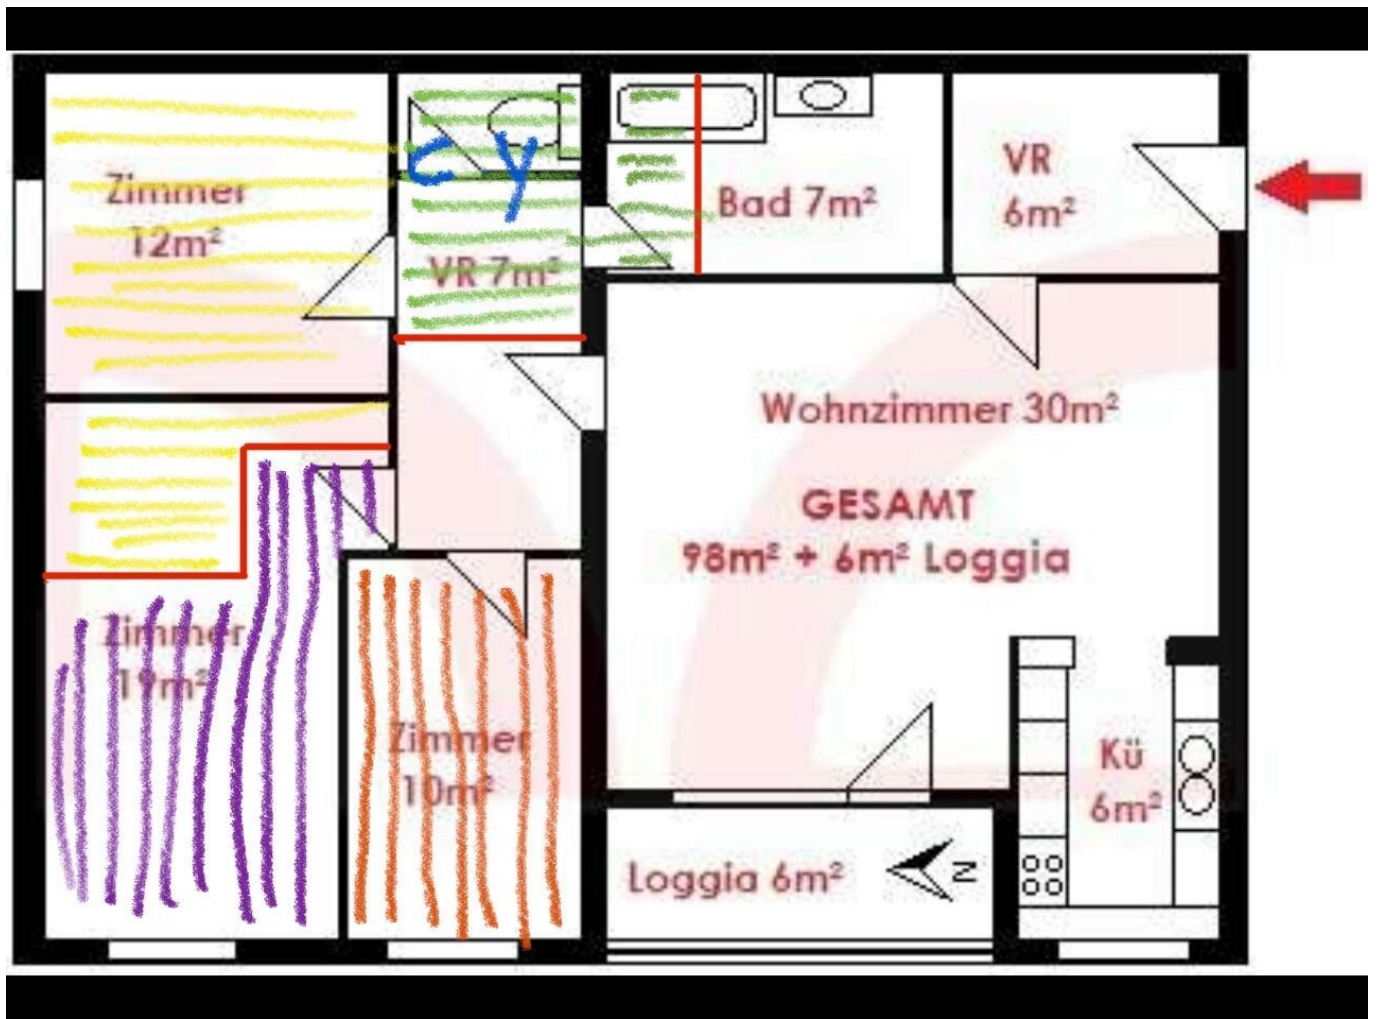 Zimmer
12m²
c y
VR 7m²
Bad 7m²
VR
6m²
Wohnzimmer 30m²
GESAMT
98m² + 6m² Loggia
Zimmer
19m²
Zimmer
10m²
Kü
6m²
Loggia 6m²
N